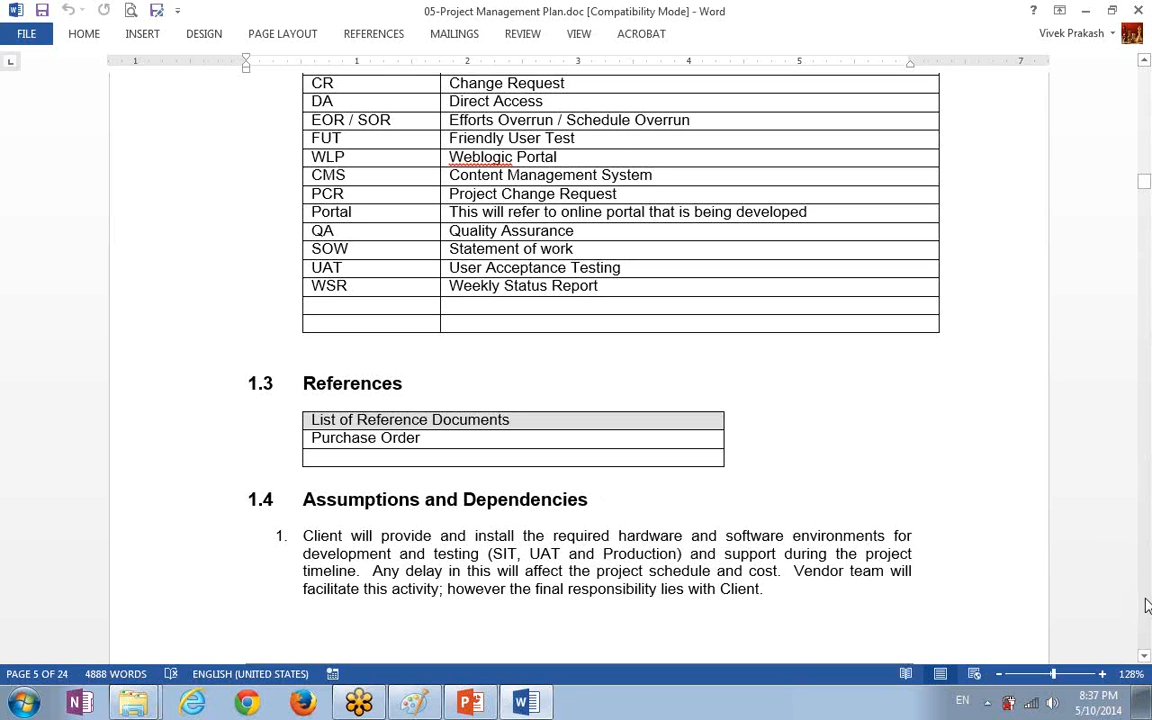 05-Project Management Plan.doc [Compatibility Mode] - Word
FILE HOME INSERT DESIGN PAGE LAYOUT REFERENCES MAILINGS REVIEW VIEW ACROBAT Vivek Prakash
1 1 2 3 4 5 7
CR Change Request
DA Direct Access
EOR / SOR Efforts Overrun / Schedule Overrun
FUT Friendly User Test
WLP Weblogic Portal
CMS Content Management System
PCR Project Change Request
Portal This will refer to online portal that is being developed
QA Quality Assurance
SOW Statement of work
UAT User Acceptance Testing
WSR Weekly Status Report
1.3 References
List of Reference Documents
Purchase Order
1.4 Assumptions and Dependencies
1. Client will provide and install the required hardware and software environments for
development and testing (SIT, UAT and Production) and support during the project
timeline. Any delay in this will affect the project schedule and cost. Vendor team will
facilitate this activity; however the final responsibility lies with Client.
PAGE 5 OF 24 4888 WORDS ENGLISH (UNITED STATES) 128%
EN 8:37 PM
5/10/2014